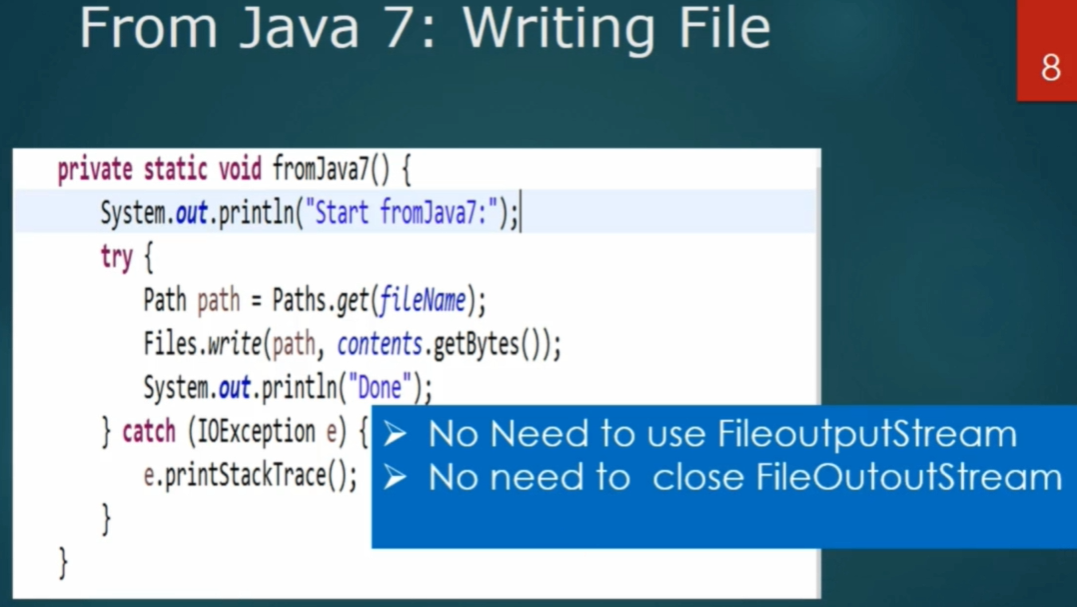 From Java 7: Writing File
8
private static void fromJava7() {
System.out.println("Start fromJava7:");
try {
Path path = Paths.get(fileName);
Files.write(path, contents.getBytes());
System.out.println("Done");
} catch (IOException e) {
e.printStackTrace();
}
}
➢ No Need to use FileoutputStream
➢ No need to close FileOutoutStream